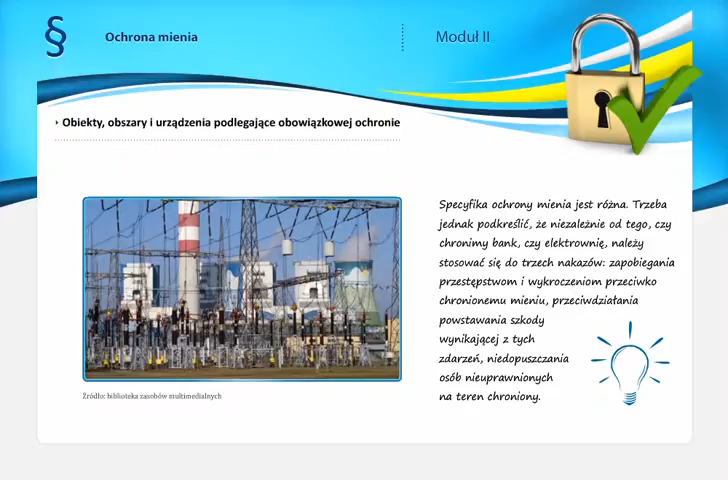 §
Ochrona mienia
Moduł II
Obiekty, obszary i urządzenia podlegające obowiązkowej ochronie
Specyfika ochrony mienia jest różna. Trzeba
jednak podkreślić, że niezależnie od tego, czy
chronimy bank, czy elektrownię, należy
stosować się do trzech nakazów: zapobiegania
przestępstwom i wykroczeniom przeciwko
chronionemu mieniu, przeciwdziałania
powstawania szkody
wynikającej z tych
zdarzeń, niedopuszczania
osób nieuprawnionych
na teren chroniony.
Źródło: biblioteka zasobów multimedialnych